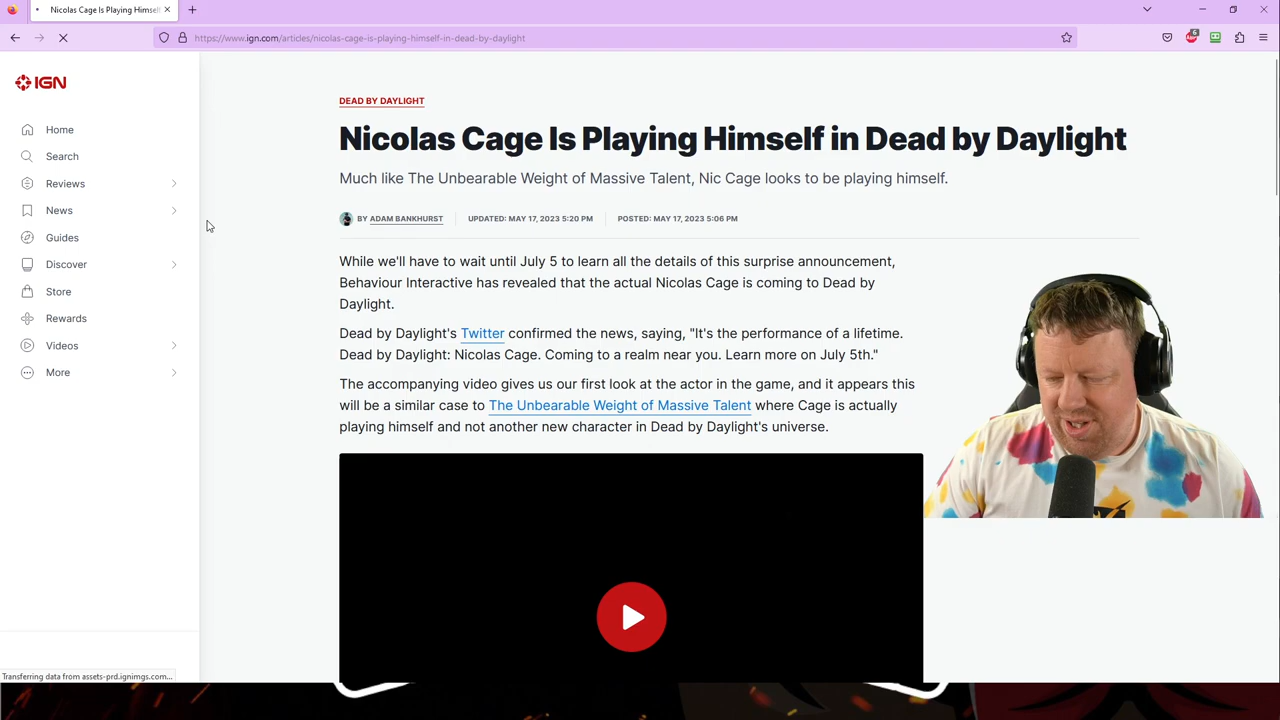 Nicolas Cage Is Playing Himself
https://www.ign.com/articles/nicolas-cage-is-playing-himself-in-dead-by-daylight
6
IGN
Home
Search
Reviews
News
Guides
Discover
Store
Rewards
Videos
More
DEAD BY DAYLIGHT
Nicolas Cage Is Playing Himself in Dead by Daylight
Much like The Unbearable Weight of Massive Talent, Nic Cage looks to be playing himself.
BY ADAM BANKHURST UPDATED: MAY 17, 2023 5:20 PM POSTED: MAY 17, 2023 5:06 PM
While we'll have to wait until July 5 to learn all the details of this surprise announcement,
Behaviour Interactive has revealed that the actual Nicolas Cage is coming to Dead by
Daylight.
Dead by Daylight's Twitter confirmed the news, saying, "It's the performance of a lifetime.
Dead by Daylight: Nicolas Cage. Coming to a realm near you. Learn more on July 5th."
The accompanying video gives us our first look at the actor in the game, and it appears this
will be a similar case to The Unbearable Weight of Massive Talent where Cage is actually
playing himself and not another new character in Dead by Daylight's universe.
Transferring data from assets-prd.ignimgs.com...